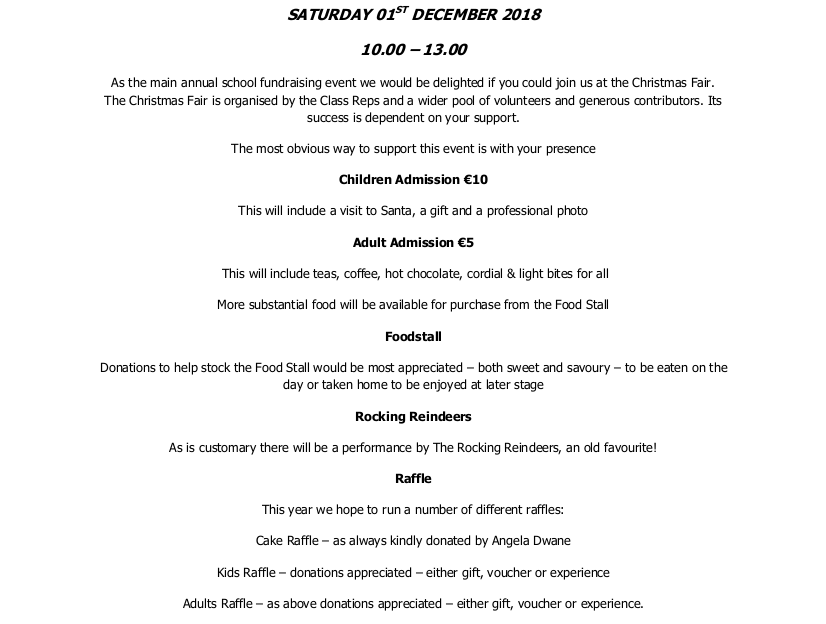 SATURDAY 01ST DECEMBER 2018
10.00 – 13.00
As the main annual school fundraising event we would be delighted if you could join us at the Christmas Fair.
The Christmas Fair is organised by the Class Reps and a wider pool of volunteers and generous contributors. Its
success is dependent on your support.
The most obvious way to support this event is with your presence
Children Admission €10
This will include a visit to Santa, a gift and a professional photo
Adult Admission €5
This will include teas, coffee, hot chocolate, cordial & light bites for all
More substantial food will be available for purchase from the Food Stall
Foodstall
Donations to help stock the Food Stall would be most appreciated – both sweet and savoury – to be eaten on the
day or taken home to be enjoyed at later stage
Rocking Reindeers
As is customary there will be a performance by The Rocking Reindeers, an old favourite!
Raffle
This year we hope to run a number of different raffles:
Cake Raffle – as always kindly donated by Angela Dwane
Kids Raffle – donations appreciated – either gift, voucher or experience
Adults Raffle – as above donations appreciated – either gift, voucher or experience.